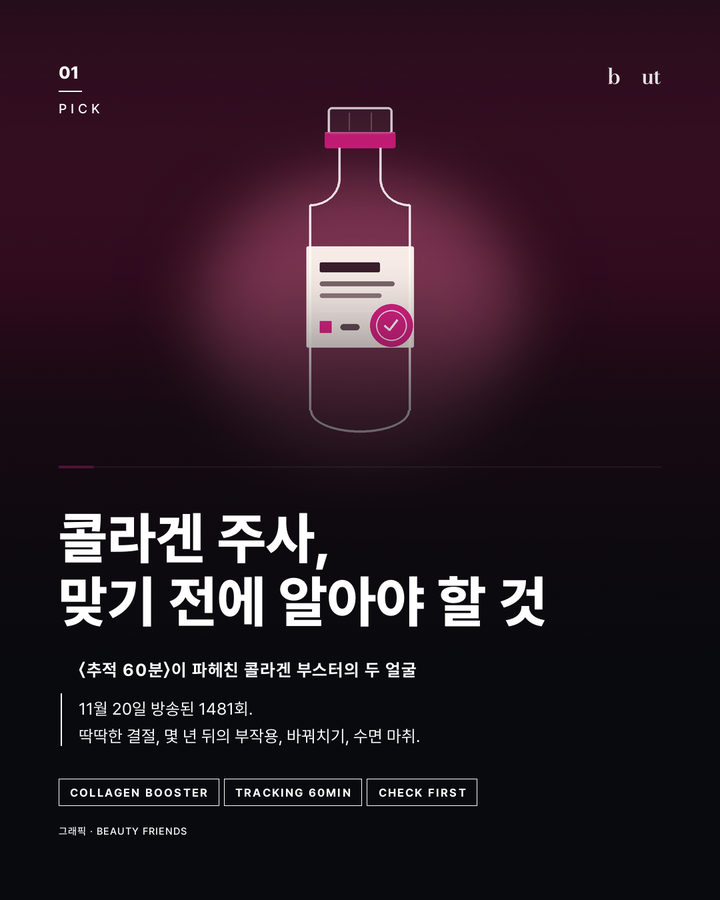 01
PICK
b ut
콜라겐 주사,
맞기 전에 알아야 할 것
〈추적 60분〉이 파헤친 콜라겐 부스터의 두 얼굴
11월 20일 방송된 1481회.
딱딱한 결절, 몇 년 뒤의 부작용, 바꿔치기, 수면 마취.
COLLAGEN BOOSTER
TRACKING 60MIN
CHECK FIRST
그래픽 · BEAUTY FRIENDS